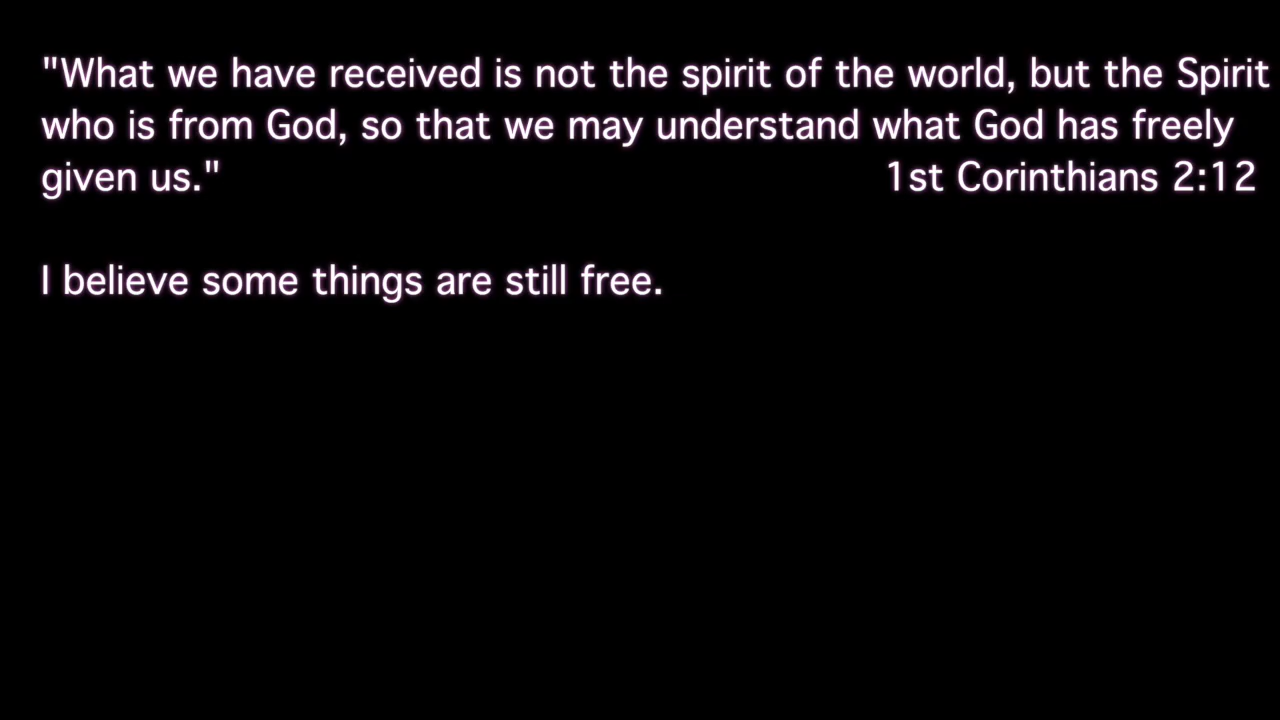 "What we have received is not the spirit of the world, but the Spirit
who is from God, so that we may understand what God has freely
given us." 1st Corinthians 2:12
I believe some things are still free.